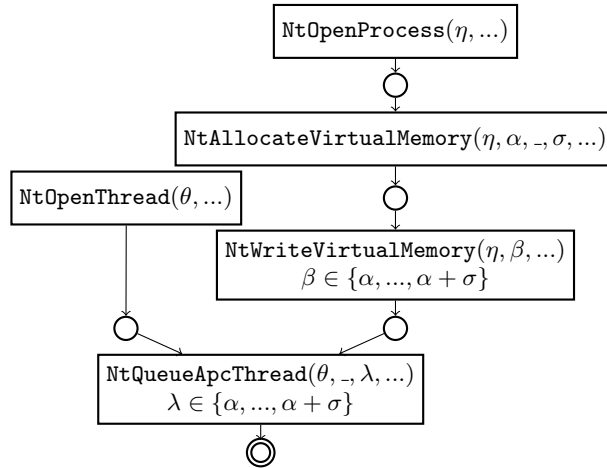 NtOpenProcess(η, ...)
NtAllocateVirtualMemory(η, α, _, σ, ...)
NtOpenThread(θ, ...)
NtWriteVirtualMemory(η, β, ...)
β ∈ {α, ..., α + σ}
NtQueueApcThread(θ, _, λ, ...)
λ ∈ {α, ..., α + σ}